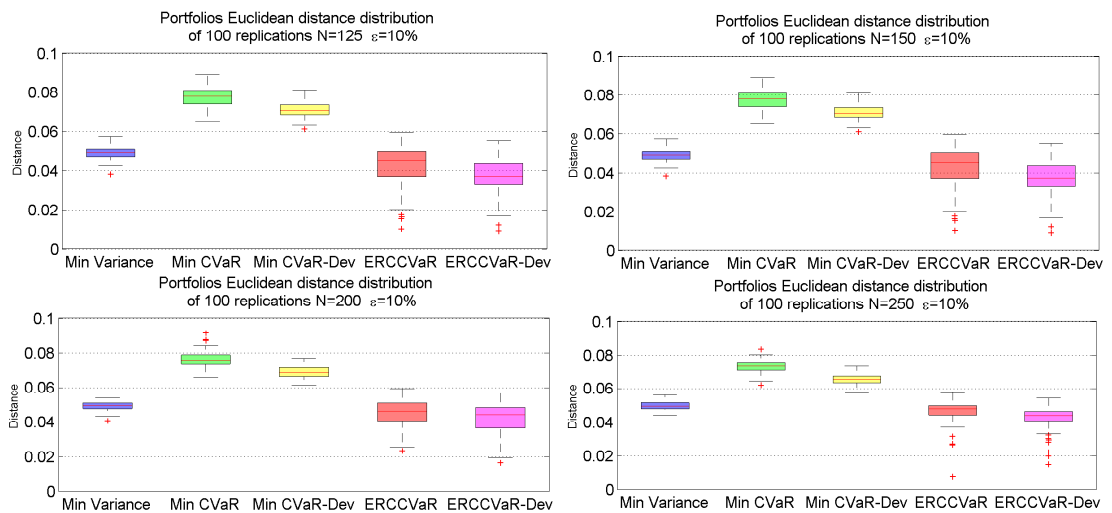 Portfolios Euclidean distance distribution
of 100 replications N=125 ε=10%
0.1
0.08
0.06
0.04
0.02
0
Distance
Min Variance Min CVaR Min CVaR-Dev ERCCVaR ERCCVaR-Dev
Portfolios Euclidean distance distribution
of 100 replications N=150 ε=10%
0.1
0.08
0.06
0.04
0.02
0
Distance
Min Variance Min CVaR Min CVaR-Dev ERCCVaR ERCCVaR-Dev
Portfolios Euclidean distance distribution
of 100 replications N=200 ε=10%
0.1
0.08
0.06
0.04
0.02
0
Distance
Min Variance Min CVaR Min CVaR-Dev ERCCVaR ERCCVaR-Dev
Portfolios Euclidean distance distribution
of 100 replications N=250 ε=10%
0.1
0.08
0.06
0.04
0.02
0
Distance
Min Variance Min CVaR Min CVaR-Dev ERCCVaR ERCCVaR-Dev